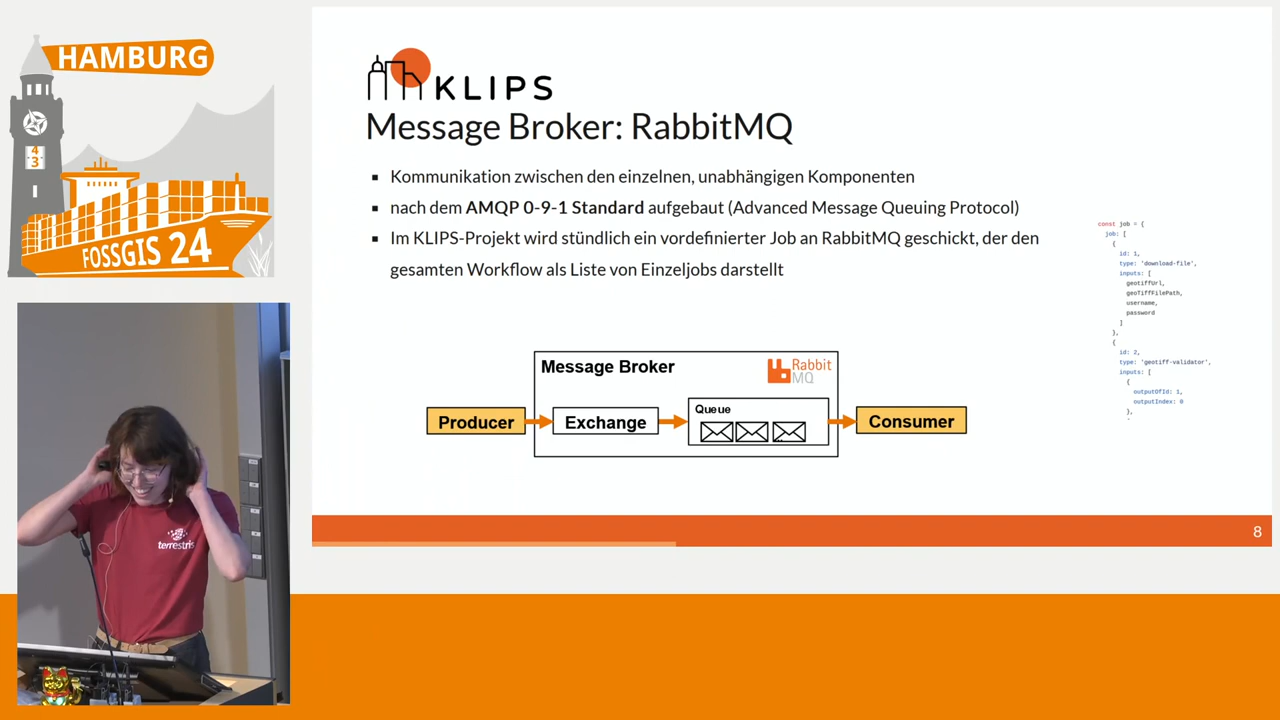 HAMBURG
4
3
FOSSGIS 24
terrestris
KLIPS
Message Broker: RabbitMQ
Kommunikation zwischen den einzelnen, unabhängigen Komponenten
nach dem AMQP 0-9-1 Standard aufgebaut (Advanced Message Queuing Protocol)
Im KLIPS-Projekt wird stündlich ein vordefinierter Job an RabbitMQ geschickt, der den
gesamten Workflow als Liste von Einzeljobs darstellt
Message Broker
Rabbit
MQ
Producer
Exchange
Queue
Consumer
const job = {
job: [
{
id: 1,
type: 'download-file',
inputs: [
geotiffUrl,
geoTiffFilePath,
username,
password
]
},
{
id: 2,
type: 'geotiff-validator',
inputs: [
{
outputOfId: 1,
outputIndex: 0
},
8